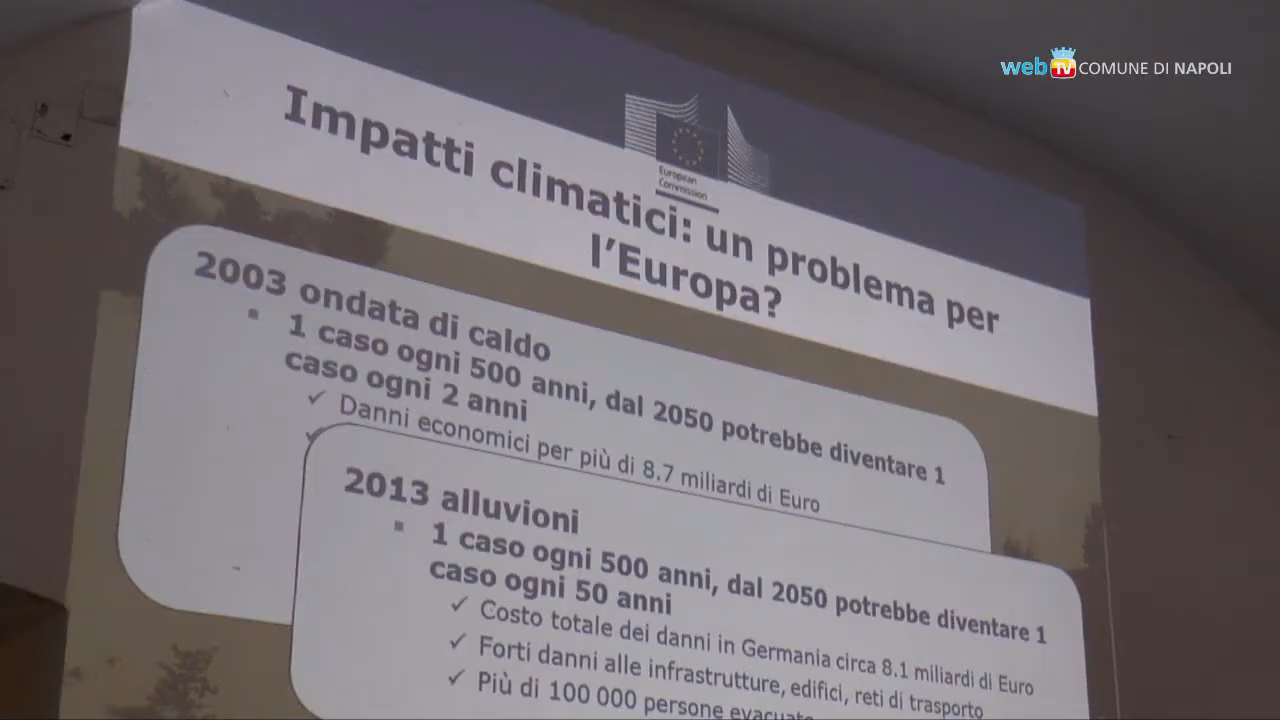 web TV COMUNE DI NAPOLI
European
Commission
Impatti climatici: un problema per
l'Europa?
2003 ondata di caldo
1 caso ogni 500 anni, dal 2050 potrebbe diventare 1
caso ogni 2 anni
Danni economici per più di 8.7 miliardi di Euro
2013 alluvioni
1 caso ogni 500 anni, dal 2050 potrebbe diventare 1
caso ogni 50 anni
Costo totale dei danni in Germania circa 8.1 miliardi di Euro
Forti danni alle infrastrutture, edifici, reti di trasporto
Più di 100 000 persone evacuate